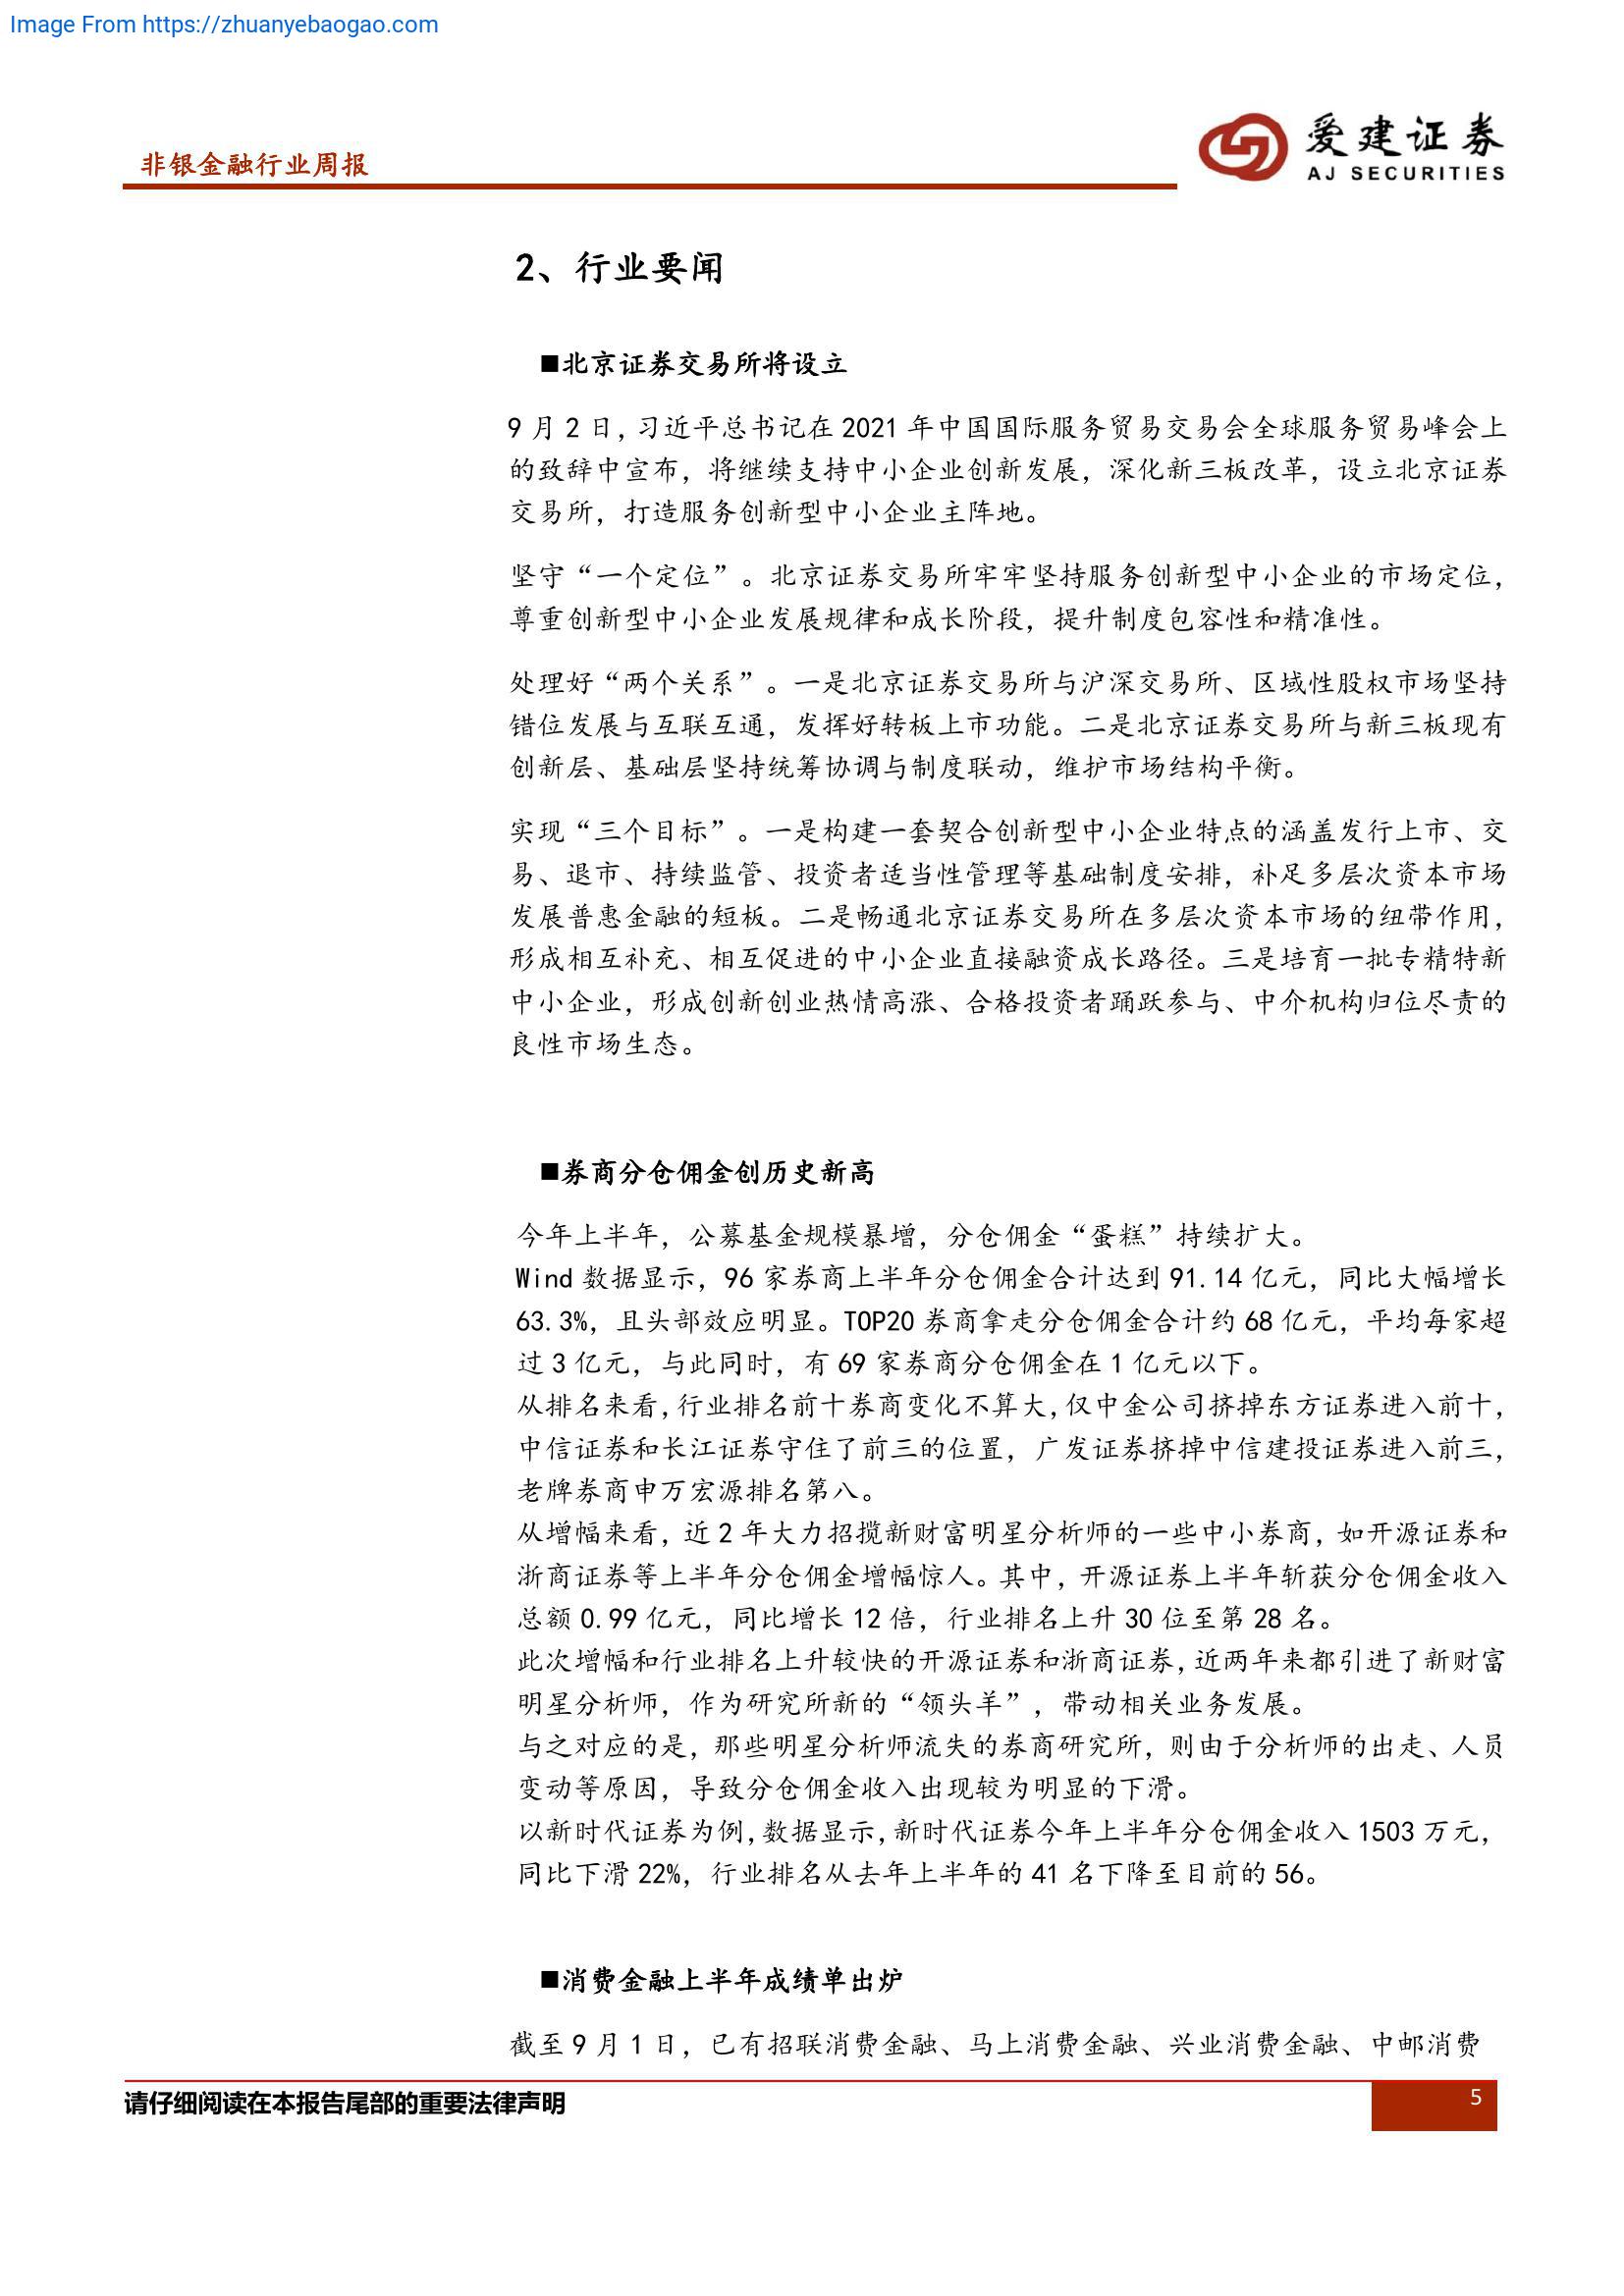 Image From https://zhuanyebaogao.com
非银金融行业周报
爱建证券
AJ SECURITIES
2、行业要闻
■北京证券交易所将设立
9 月 2 日，习近平总书记在 2021 年中国国际服务贸易交易会全球服务贸易峰会上
的致辞中宣布，将继续支持中小企业创新发展，深化新三板改革，设立北京证券
交易所，打造服务创新型中小企业主阵地。
坚守“一个定位”。北京证券交易所牢牢坚持服务创新型中小企业的市场定位，
尊重创新型中小企业发展规律和成长阶段，提升制度包容性和精准性。
处理好“两个关系”。一是北京证券交易所与沪深交易所、区域性股权市场坚持
错位发展与互联互通，发挥好转板上市功能。二是北京证券交易所与新三板现有
创新层、基础层坚持统筹协调与制度联动，维护市场结构平衡。
实现“三个目标”。一是构建一套契合创新型中小企业特点的涵盖发行上市、交
易、退市、持续监管、投资者适当性管理等基础制度安排，补足多层次资本市场
发展普惠金融的短板。二是畅通北京证券交易所在多层次资本市场的纽带作用，
形成相互补充、相互促进的中小企业直接融资成长路径。三是培育一批专精特新
中小企业，形成创新创业热情高涨、合格投资者踊跃参与、中介机构归位尽责的
良性市场生态。
■券商分仓佣金创历史新高
今年上半年，公募基金规模暴增，分仓佣金“蛋糕”持续扩大。
Wind 数据显示，96 家券商上半年分仓佣金合计达到 91.14 亿元，同比大幅增长
63.3%，且头部效应明显。TOP20 券商拿走分仓佣金合计约 68 亿元，平均每家超
过 3 亿元，与此同时，有 69 家券商分仓佣金在 1 亿元以下。
从排名来看，行业排名前十券商变化不算大，仅中金公司挤掉东方证券进入前十，
中信证券和长江证券守住了前三的位置，广发证券挤掉中信建投证券进入前三，
老牌券商申万宏源排名第八。
从增幅来看，近 2 年大力招揽新财富明星分析师的一些中小券商，如开源证券和
浙商证券等上半年分仓佣金增幅惊人。其中，开源证券上半年斩获分仓佣金收入
总额 0.99 亿元，同比增长 12 倍，行业排名上升 30 位至第 28 名。
此次增幅和行业排名上升较快的开源证券和浙商证券，近两年来都引进了新财富
明星分析师，作为研究所新的“领头羊”，带动相关业务发展。
与之对应的是，那些明星分析师流失的券商研究所，则由于分析师的出走、人员
变动等原因，导致分仓佣金收入出现较为明显的下滑。
以新时代证券为例，数据显示，新时代证券今年上半年分仓佣金收入 1503 万元，
同比下滑 22%，行业排名从去年上半年的 41 名下降至目前的 56。
■消费金融上半年成绩单出炉
截至 9 月 1 日，已有招联消费金融、马上消费金融、兴业消费金融、中邮消费
请仔细阅读在本报告尾部的重要法律声明
5